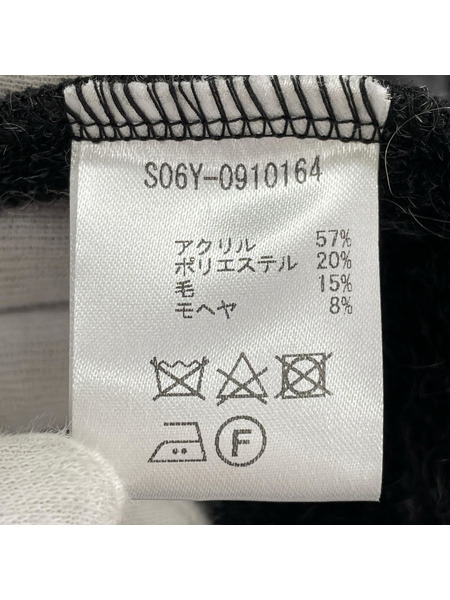 S06Y-0910164
アクリル 57%
ポリエステル 20%
毛 15%
モヘヤ 8%
F